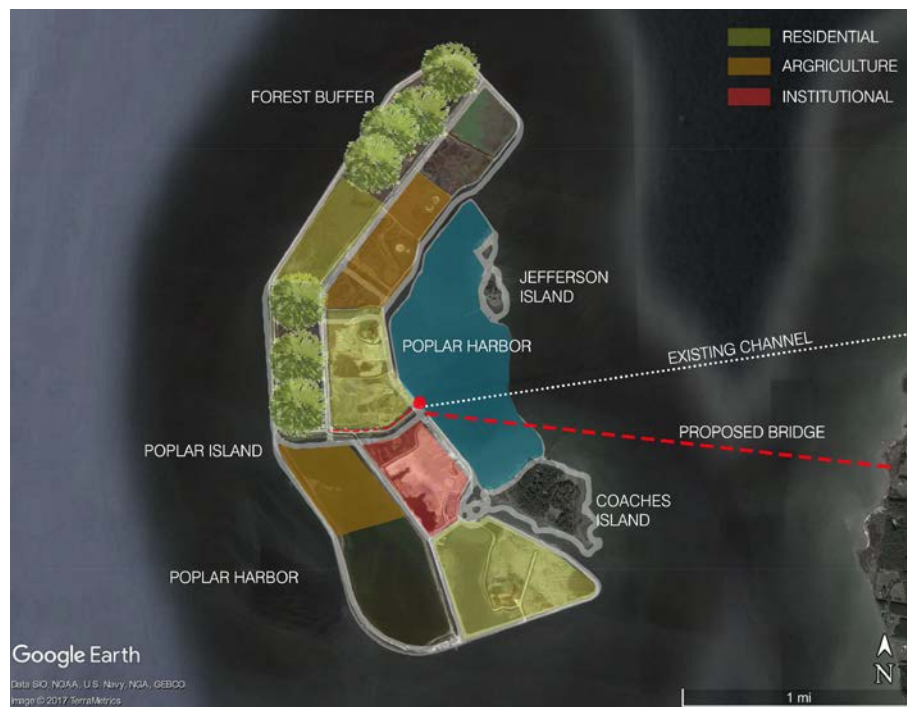 RESIDENTIAL
ARGRICULTURE
INSTITUTIONAL
FOREST BUFFER
JEFFERSON
ISLAND
EXISTING CHANNEL
POPLAR HARBOR
PROPOSED BRIDGE
POPLAR ISLAND
COACHES
ISLAND
POPLAR HARBOR
Google Earth
Data SIO, NOAA, U.S. Navy, NGA, GEBCO
Image © 2017 TerraMetrics
N
1 mi